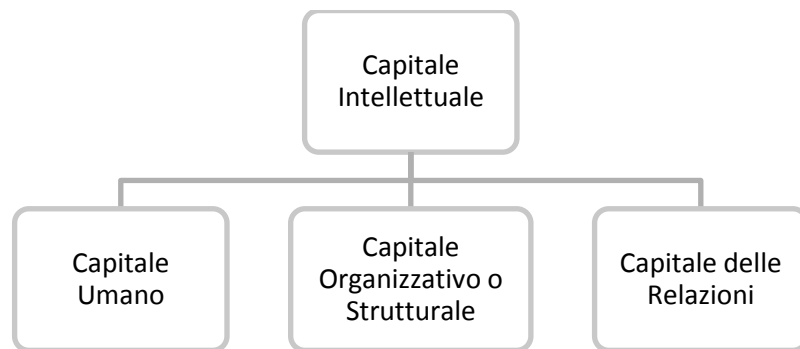 Capitale
Intellettuale
Capitale
Umano
Capitale
Organizzativo o
Strutturale
Capitale delle
Relazioni